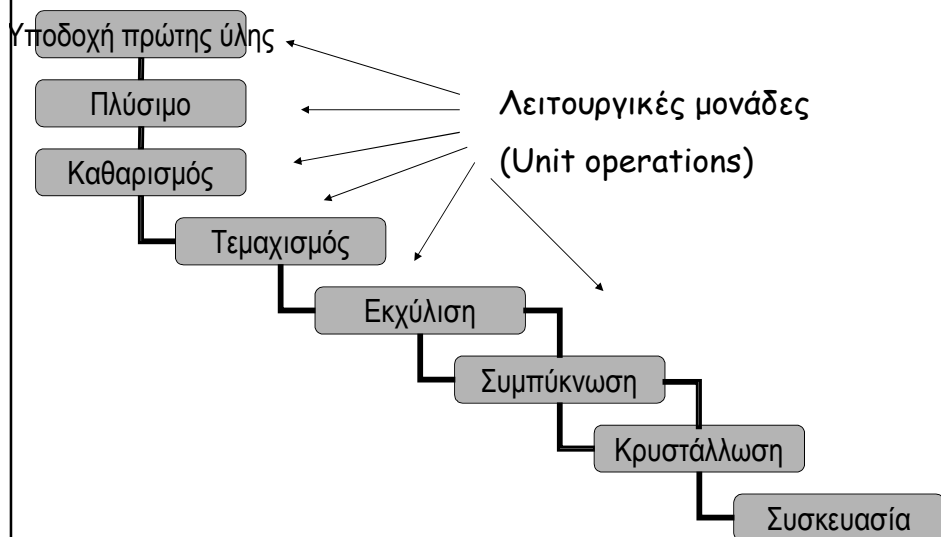 Υποδοχή πρώτης ύλης
Πλύσιμο
Καθαρισμός
Τεμαχισμός
Εκχύλιση
Συμπύκνωση
Κρυστάλλωση
Συσκευασία
Λειτουργικές μονάδες
(Unit operations)